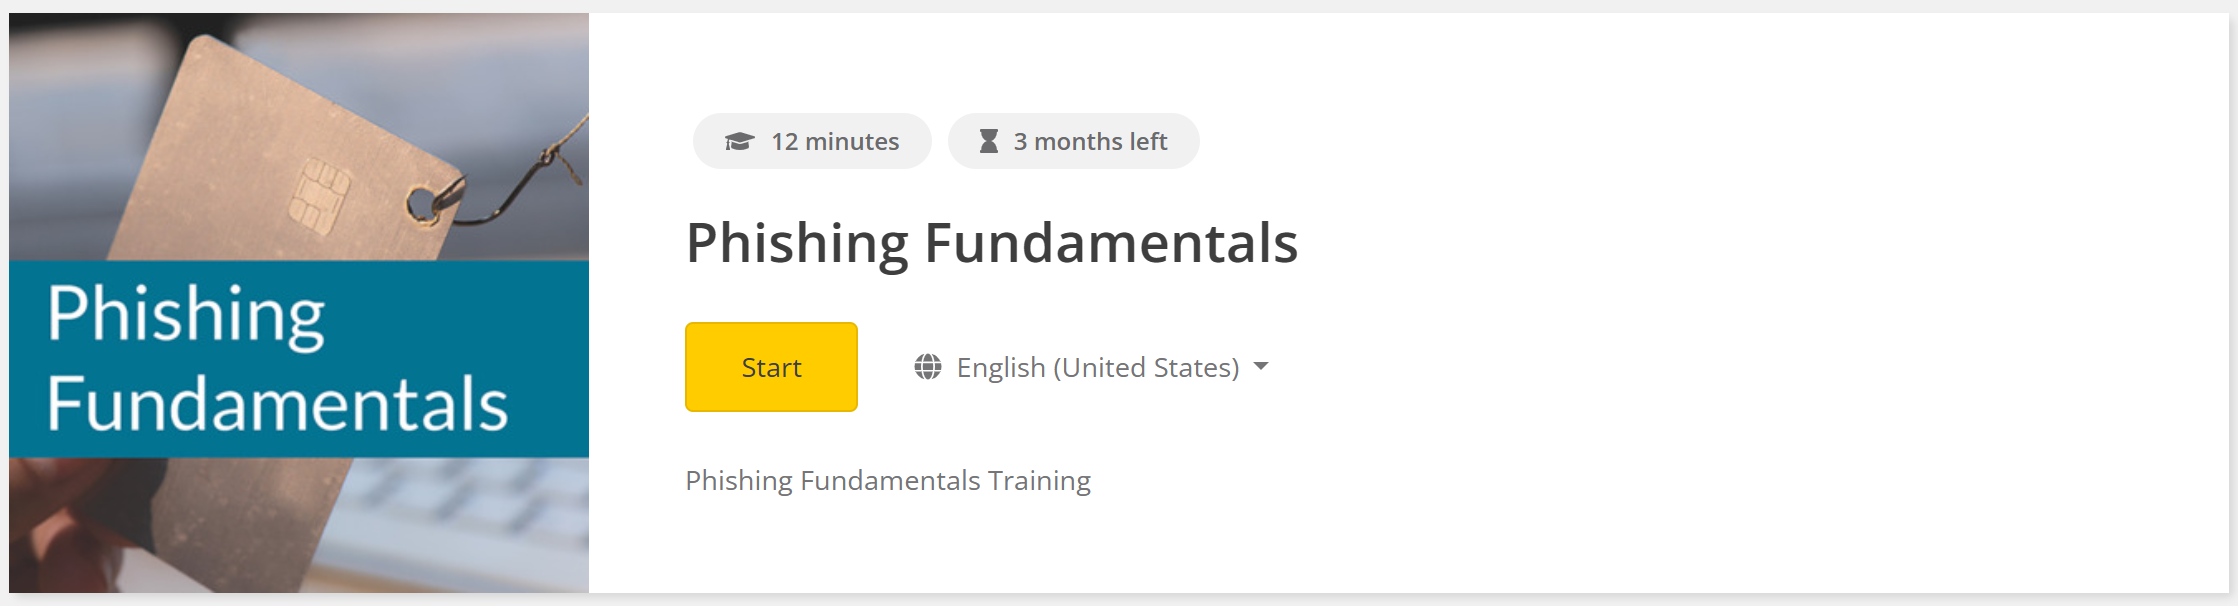 Phishing
Fundamentals
12 minutes
3 months left
Phishing Fundamentals
Start
English (United States)
Phishing Fundamentals Training